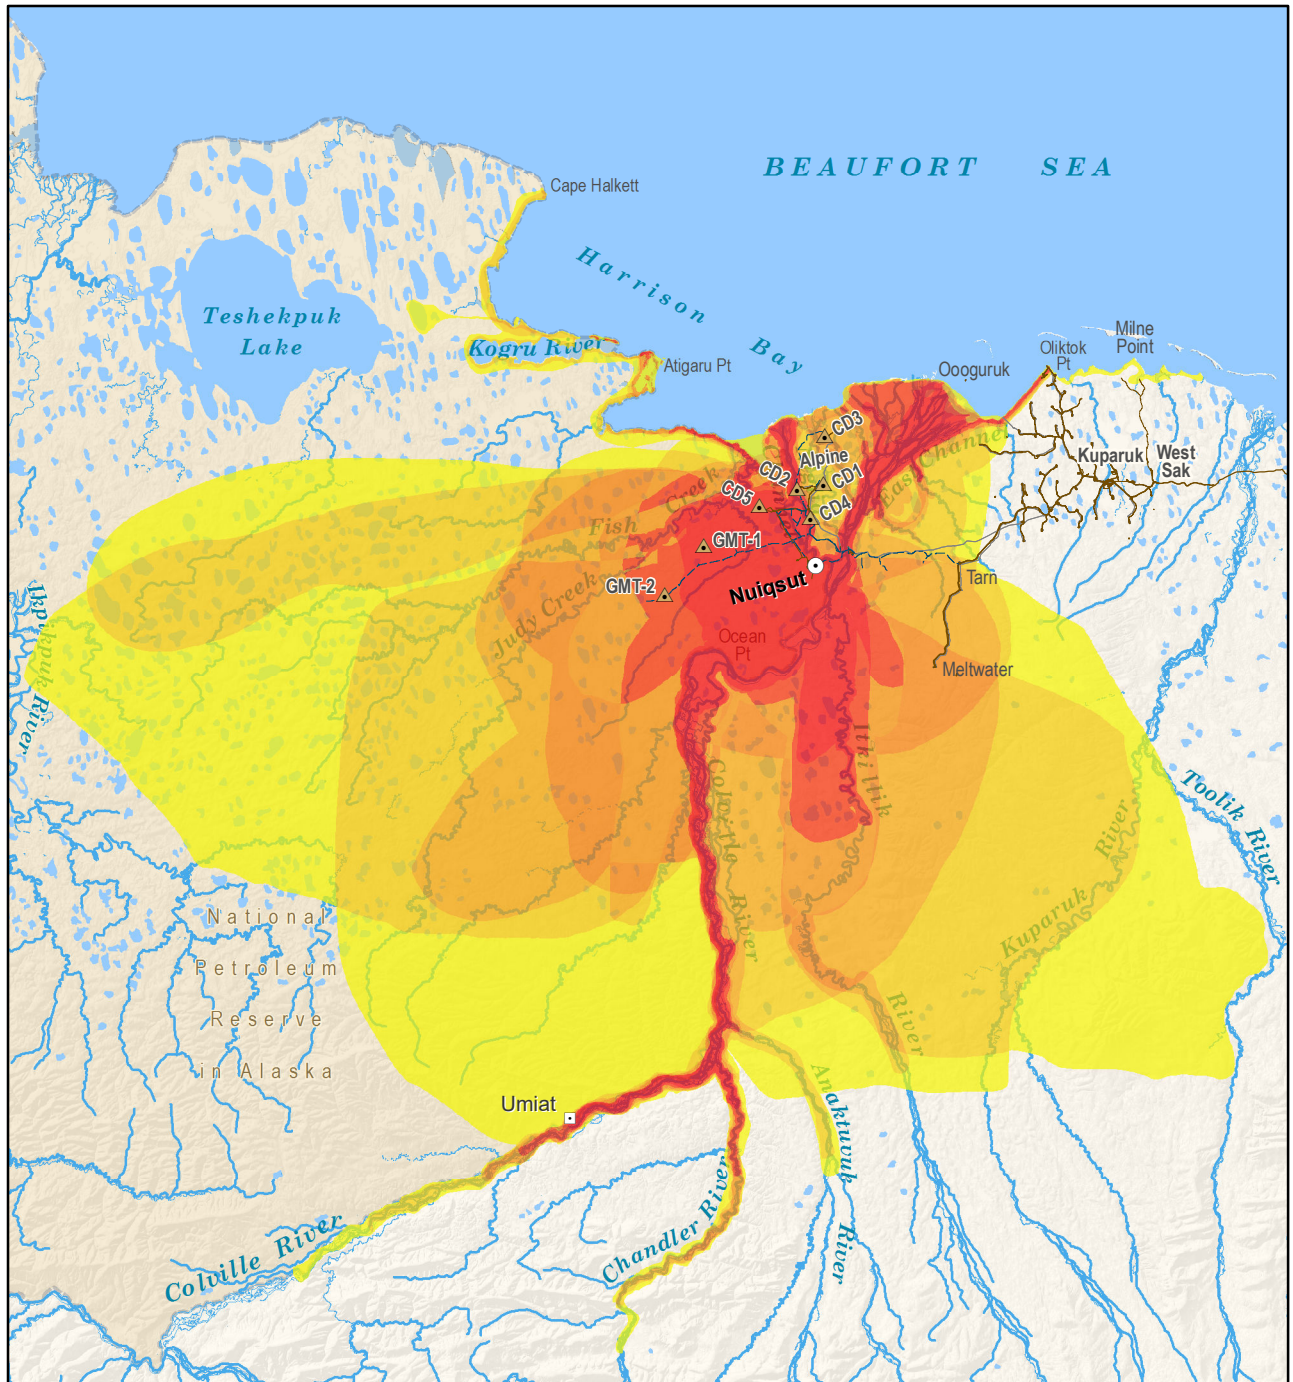 BEAUFORT SEA
Cape Halkett
Harrison
Bay
Teshekpuk
Lake
Kogru River
Atigaru Pt
Milne
Point
Oliktok
Pt
Oooguruk
CD3
Alpine
CD2
CD1
CD5
CD4
East Channel
Kuparuk
West
Sak
Fish Creek
GMT-1
GMT-2
Nuiqsut
Judy Creek
Tarn
Ocean
Pt
Meltwater
Ikpikpuk River
Itkillik
River
Colville River
Toolik River
Kuparuk River
National
Petroleum
Reserve
in Alaska
Umiat
Anaktuvuk
River
Chandler River
Colville River